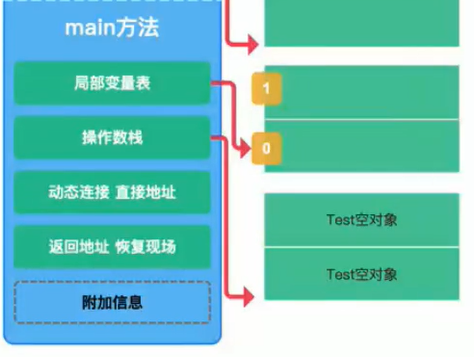 main方法
局部变量表
操作数栈
动态连接 直接地址
返回地址 恢复现场
附加信息
1
0
Test空对象
Test空对象